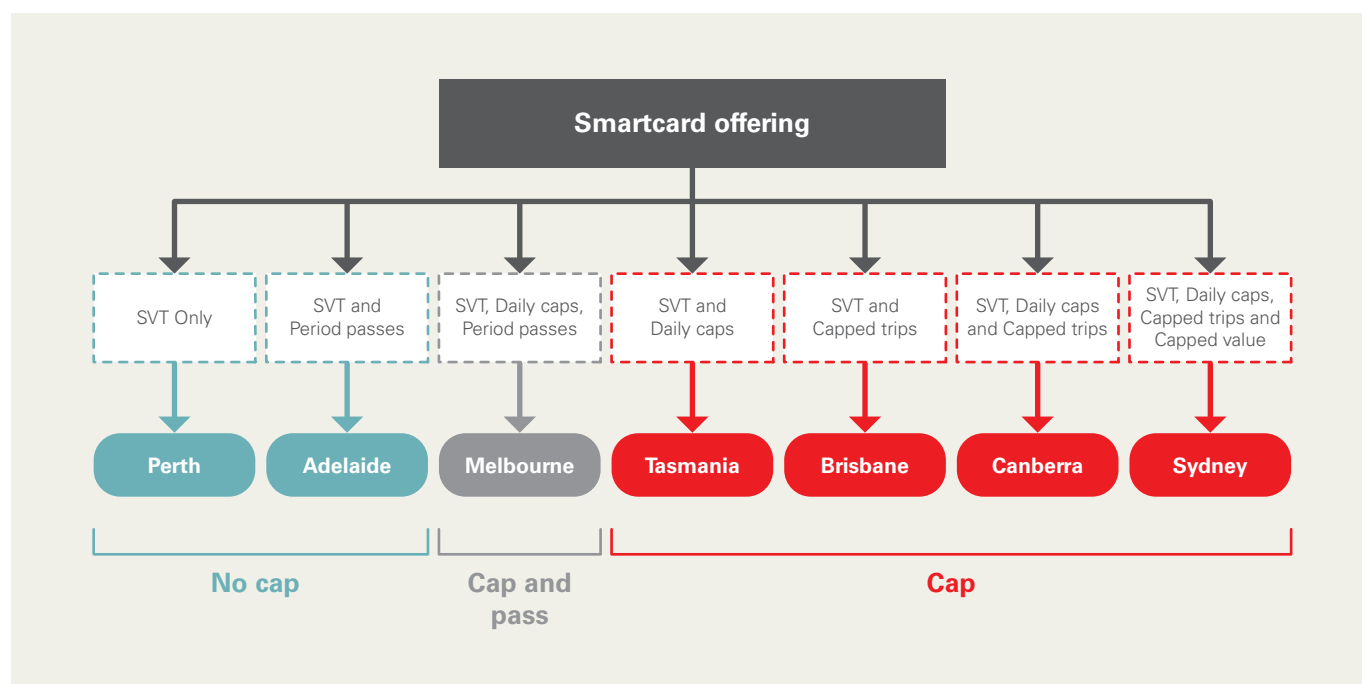 Smartcard offering
SVT Only
SVT and
Period passes
SVT, Daily caps,
Period passes
SVT and
Daily caps
SVT and
Capped trips
SVT, Daily caps
and Capped trips
SVT, Daily caps,
Capped trips and
Capped value
Perth
Adelaide
Melbourne
Tasmania
Brisbane
Canberra
Sydney
No cap
Cap and
pass
Cap